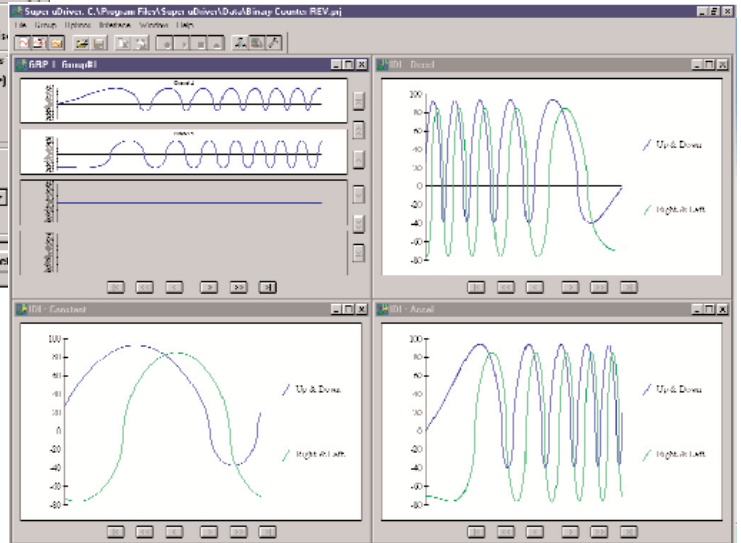 Super uDriver: C:\Program Files\Super uDriver\Data\Binary Counter REV.prj
File Group Options Interface Window Help
GRP 1 Group#1
IDI - Decel
100
80
60
40
20
0
-20
-40
-60
-80
Up & Down
Right & Left
IDI - Constant
100
80
60
40
20
0
-20
-40
-60
-80
Up & Down
Right & Left
IDI - Accel
100
80
60
40
20
0
-20
-40
-60
-80
Up & Down
Right & Left